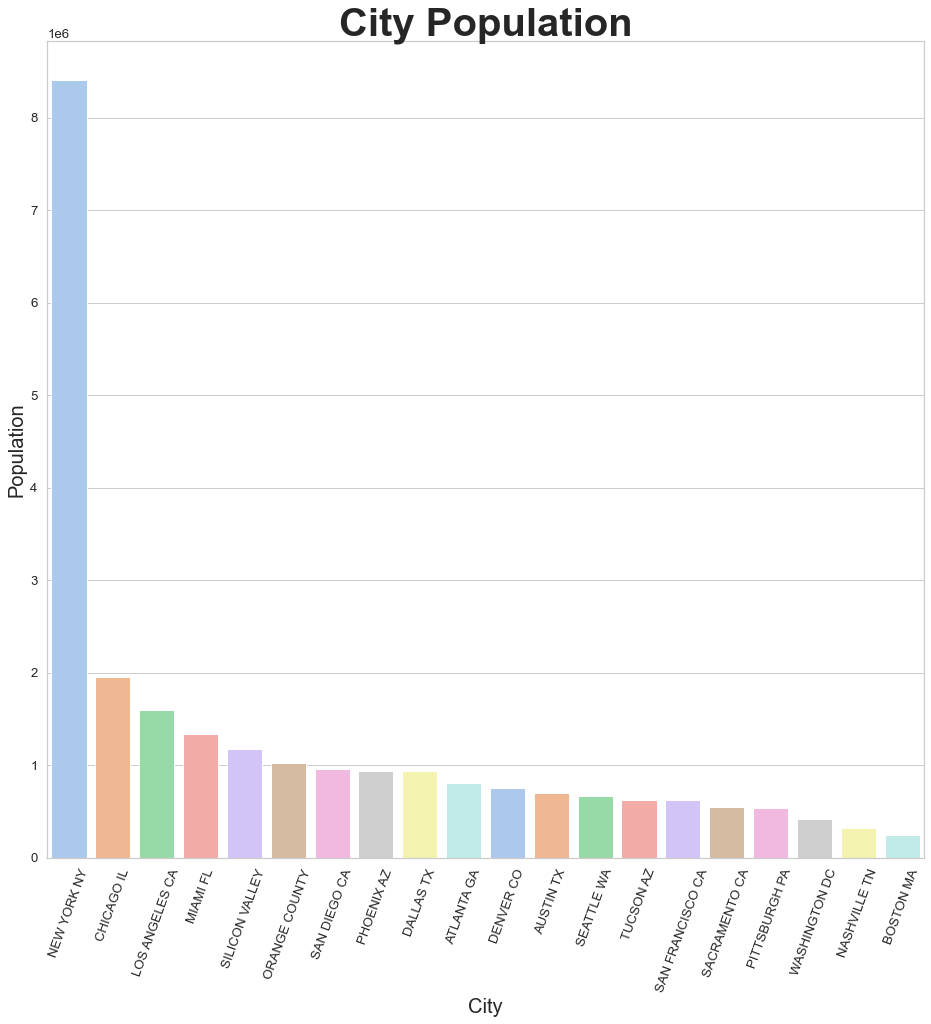 City Population
1e6
8
7
6
5
4
3
2
1
0
Population
NEW YORK NY
CHICAGO IL
LOS ANGELES CA
MIAMI FL
SILICON VALLEY
ORANGE COUNTY
SAN DIEGO CA
PHOENIX AZ
DALLAS TX
ATLANTA GA
DENVER CO
AUSTIN TX
SEATTLE WA
TUCSON AZ
SAN FRANCISCO CA
SACRAMENTO CA
PITTSBURGH PA
WASHINGTON DC
NASHVILLE TN
BOSTON MA
City